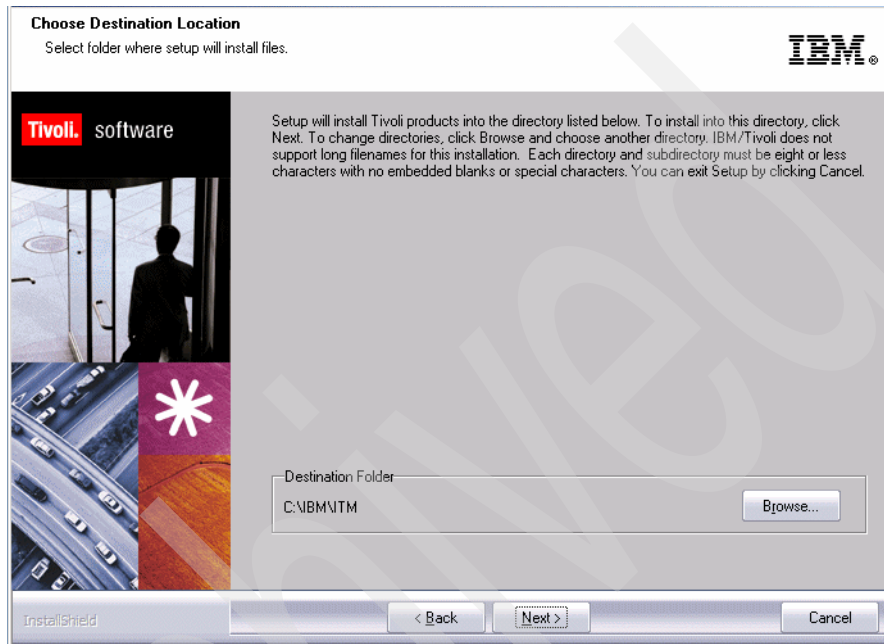 Choose Destination Location
Select folder where setup will install files.
IBM®
Tivoli. software
Setup will install Tivoli products into the directory listed below. To install into this directory, click
Next. To change directories, click Browse and choose another directory. IBM/Tivoli does not
support long filenames for this installation. Each directory and subdirectory must be eight or less
characters with no embedded blanks or special characters. You can exit Setup by clicking Cancel.
Destination Folder
C:\IBM\ITM
Browse...
InstallShield
< Back
Next >
Cancel